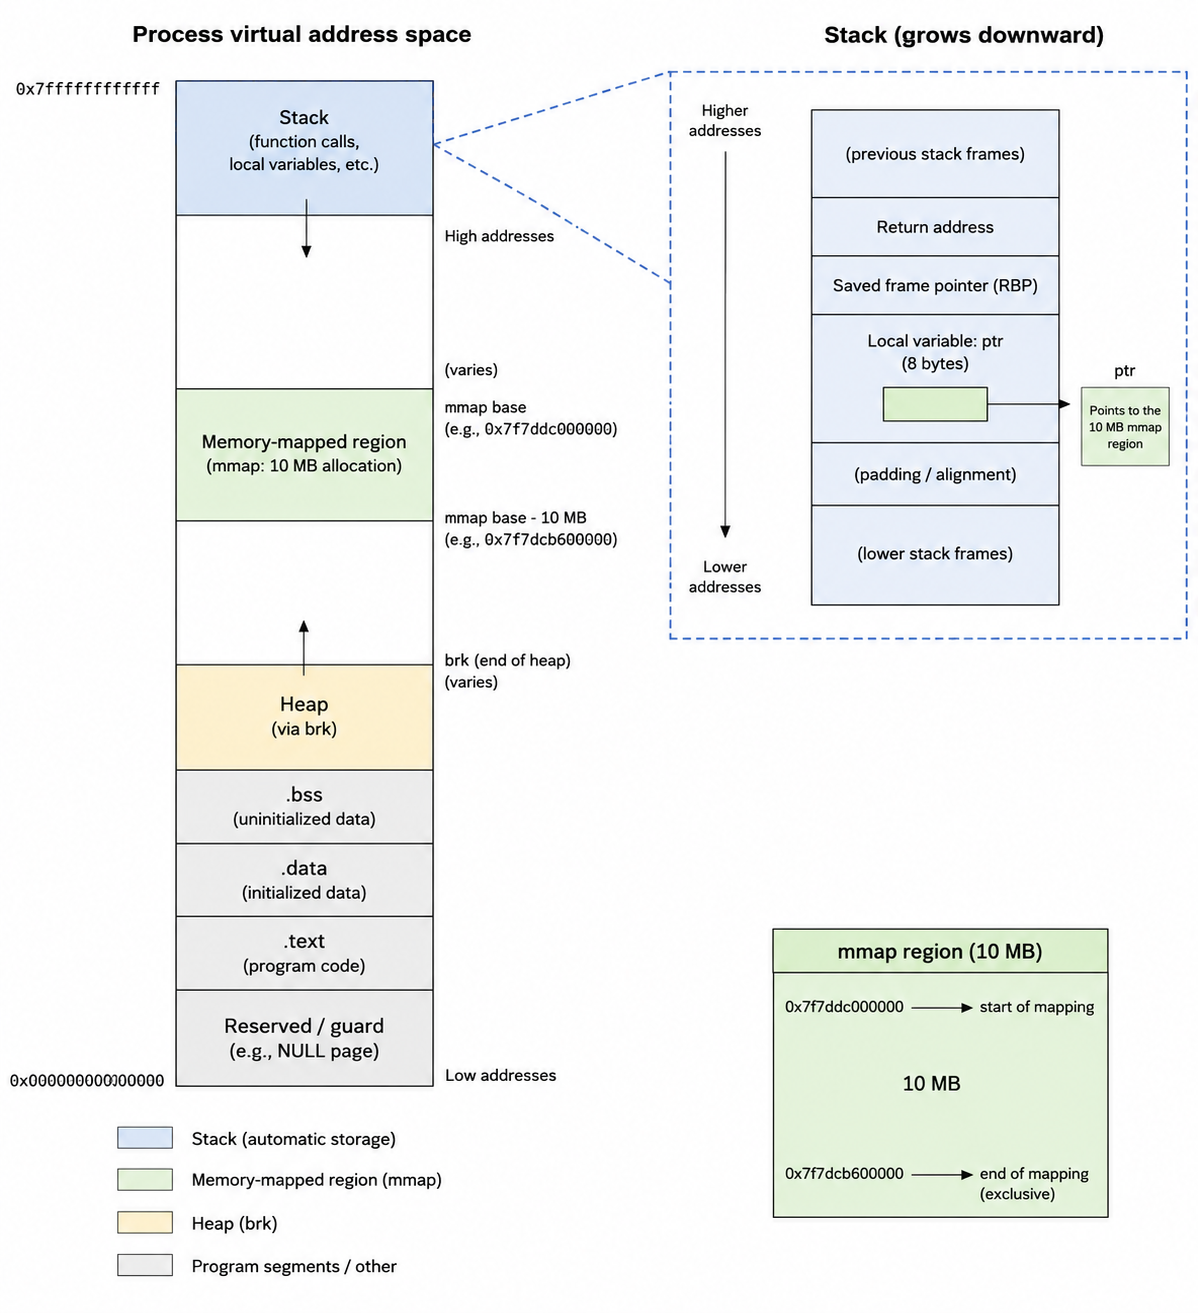 Process virtual address space
0x7fffffffffff
Stack
(function calls,
local variables, etc.)
High addresses
(varies)
mmap base
(e.g., 0x7f7ddc000000)
Memory-mapped region
(mmap: 10 MB allocation)
mmap base - 10 MB
(e.g., 0x7f7dcb600000)
brk (end of heap)
(varies)
Heap
(via brk)
.bss
(uninitialized data)
.data
(initialized data)
.text
(program code)
Reserved / guard
(e.g., NULL page)
Low addresses
Stack (automatic storage)
Memory-mapped region (mmap)
Heap (brk)
Program segments / other
Stack (grows downward)
Higher
addresses
Lower
addresses
(previous stack frames)
Return address
Saved frame pointer (RBP)
Local variable: ptr
(8 bytes)
ptr
Points to the
10 MB mmap
region
(padding / alignment)
(lower stack frames)
mmap region (10 MB)
0x7f7ddc000000 start of mapping
10 MB
0x7f7dcb600000 end of mapping
(exclusive)